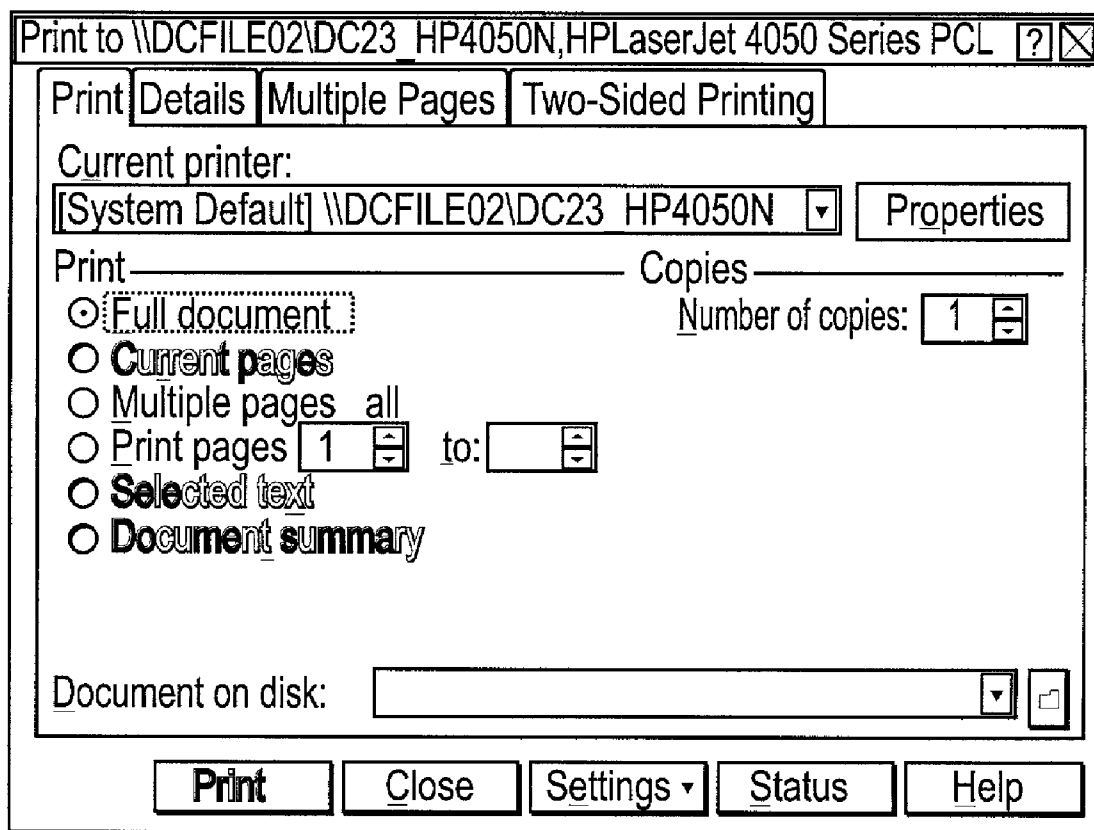 Print to \\DCFILE02\DC23_HP4050N,HPLaserJet 4050 Series PCL ?
Print Details Multiple Pages Two-Sided Printing
Current printer:
[System Default] \\DCFILE02\DC23_HP4050N Properties
Print Copies
Full document Number of copies: 1
Current pages
Multiple pages all
Print pages 1 to:
Selected text
Document summary
Document on disk:
Print Close Settings Status Help